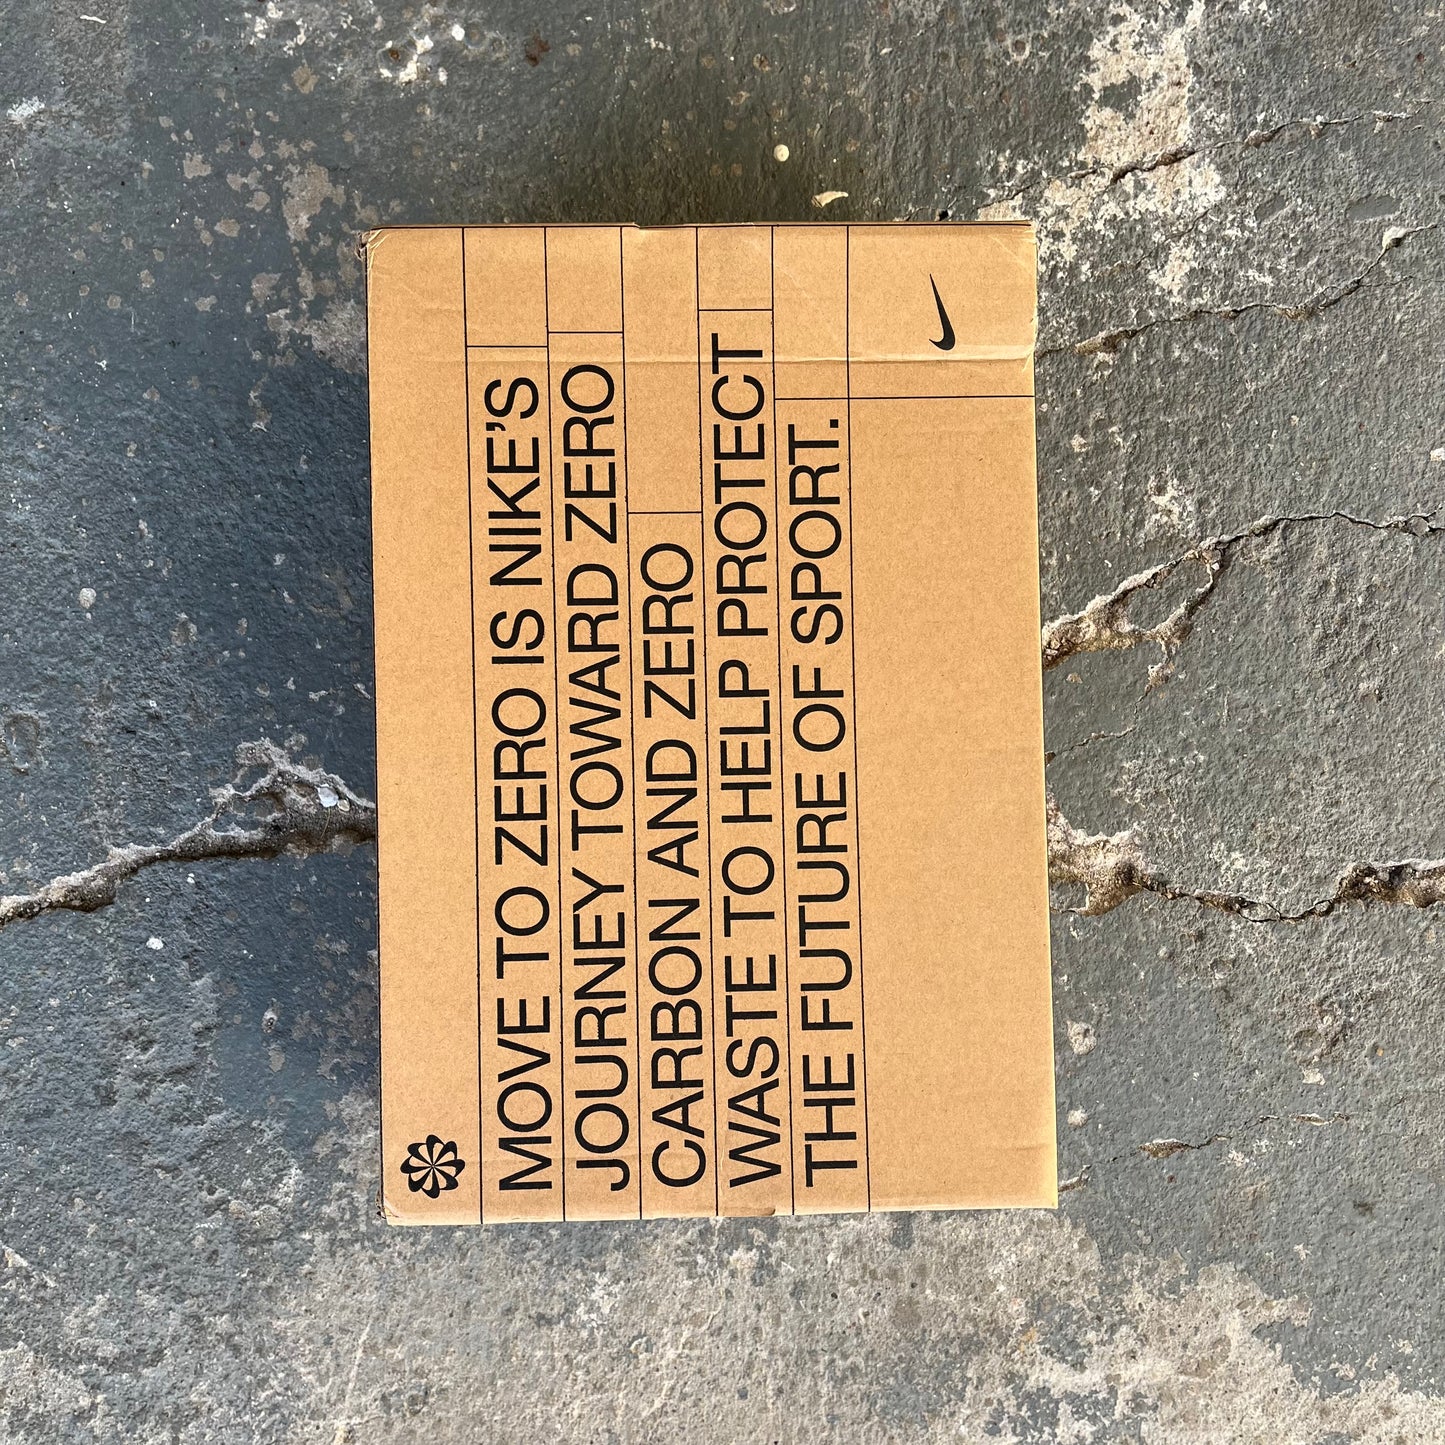 MOVE TO ZERO IS NIKE'S
JOURNEY TOWARD ZERO
CARBON AND ZERO
WASTE TO HELP PROTECT
THE FUTURE OF SPORT.